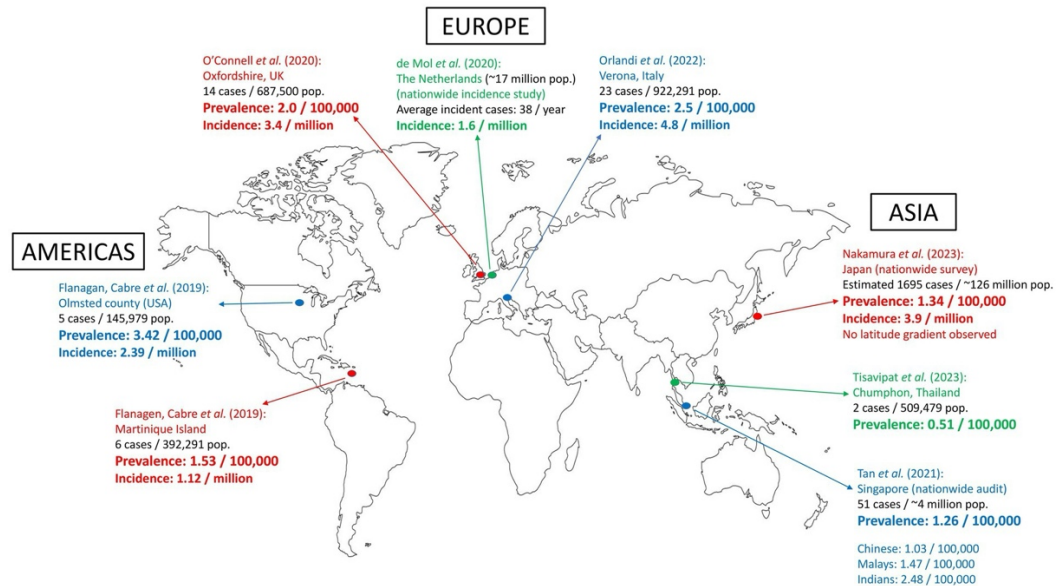 EUROPE
O'Connell et al. (2020):
Oxfordshire, UK
14 cases / 687,500 pop.
Prevalence: 2.0 / 100,000
Incidence: 3.4 / million
de Mol et al. (2020):
The Netherlands (~17 million pop.)
(nationwide incidence study)
Average incident cases: 38 / year
Incidence: 1.6 / million
Orlandi et al. (2022):
Verona, Italy
23 cases / 922,291 pop.
Prevalence: 2.5 / 100,000
Incidence: 4.8 / million
AMERICAS
Flanagan, Cabre et al. (2019):
Olmsted county (USA)
5 cases / 145,979 pop.
Prevalence: 3.42 / 100,000
Incidence: 2.39 / million
Flanagen, Cabre et al. (2019):
Martinique Island
6 cases / 392,291 pop.
Prevalence: 1.53 / 100,000
Incidence: 1.12 / million
ASIA
Nakamura et al. (2023):
Japan (nationwide survey)
Estimated 1695 cases / ~126 million pop.
Prevalence: 1.34 / 100,000
Incidence: 3.9 / million
No latitude gradient observed
Tisavipat et al. (2023):
Chumphon, Thailand
2 cases / 509,479 pop.
Prevalence: 0.51 / 100,000
Tan et al. (2021):
Singapore (nationwide audit)
51 cases / ~4 million pop.
Prevalence: 1.26 / 100,000
Chinese: 1.03 / 100,000
Malays: 1.47 / 100,000
Indians: 2.48 / 100,000